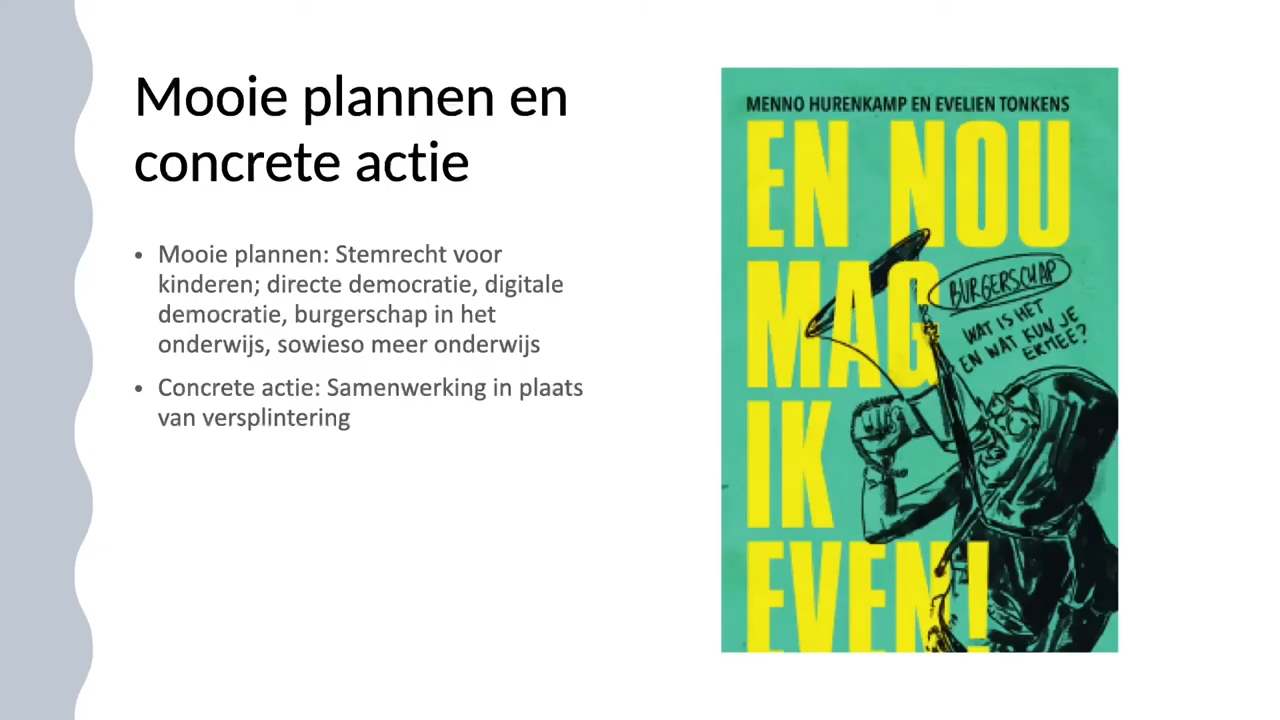 Mooie plannen en
concrete actie
• Mooie plannen: Stemrecht voor
kinderen; directe democratie, digitale
democratie, burgerschap in het
onderwijs, sowieso meer onderwijs
• Concrete actie: Samenwerking in plaats
van versplintering
MENNO HURENKAMP EN EVELIEN TONKENS
EN NOU
MAG
IK
EVEN!
BURGERSCHAP
WAT IS HET
EN WAT KUN JE
ERMEE?